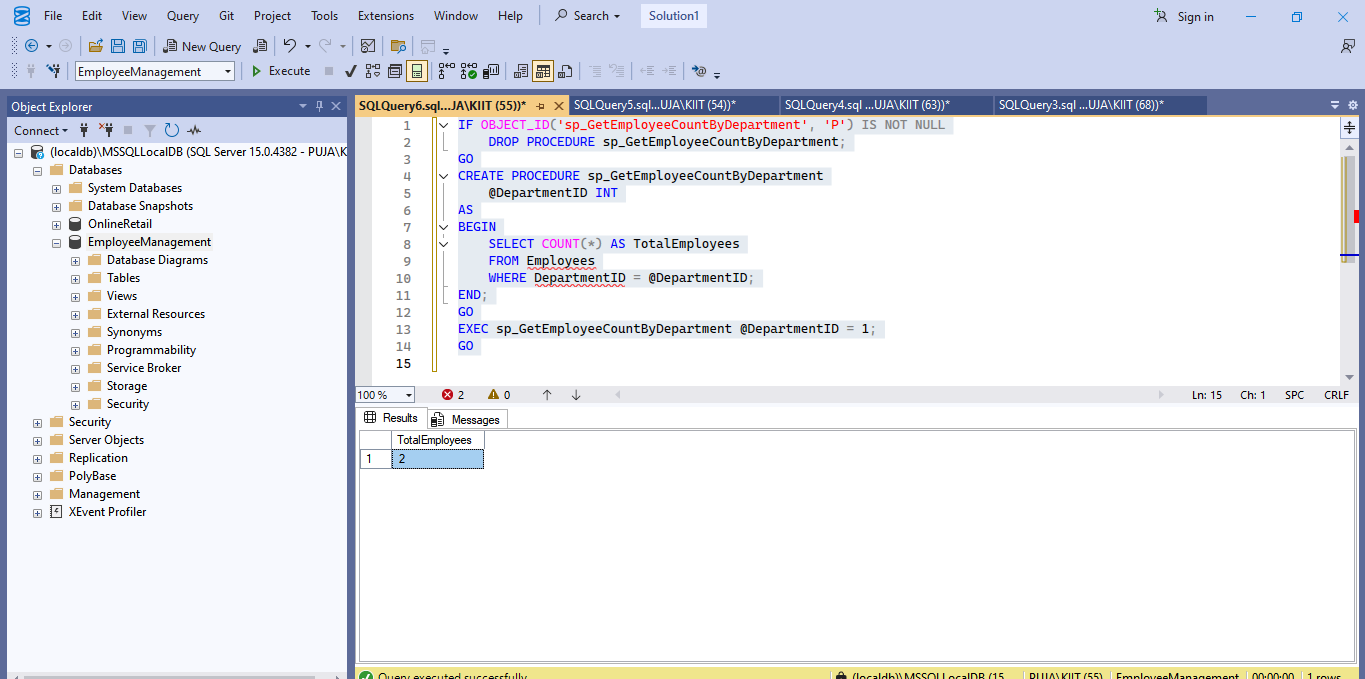 File Edit View Query Git Project Tools Extensions Window Help Search Solution1 Sign in
New Query
EmployeeManagement Execute
Object Explorer
Connect
(localdb)\MSSQLLocalDB (SQL Server 15.0.4382 - PUJA\K
Databases
System Databases
Database Snapshots
OnlineRetail
EmployeeManagement
Database Diagrams
Tables
Views
External Resources
Synonyms
Programmability
Service Broker
Storage
Security
Security
Server Objects
Replication
PolyBase
Management
XEvent Profiler
SQLQuery6.sql...JA\KIIT (55))* SQLQuery5.sql...UJA\KIIT (54))* SQLQuery4.sql ...UJA\KIIT (63))* SQLQuery3.sql ...UJA\KIIT (68))*
1 IF OBJECT_ID('sp_GetEmployeeCountByDepartment', 'P') IS NOT NULL
2 DROP PROCEDURE sp_GetEmployeeCountByDepartment;
3 GO
4 CREATE PROCEDURE sp_GetEmployeeCountByDepartment
5 @DepartmentID INT
6 AS
7 BEGIN
8 SELECT COUNT(*) AS TotalEmployees
9 FROM Employees
10 WHERE DepartmentID = @DepartmentID;
11 END;
12 GO
13 EXEC sp_GetEmployeeCountByDepartment @DepartmentID = 1;
14 GO
15
100 % 2 0 Ln: 15 Ch: 1 SPC CRLF
Results Messages
TotalEmployees
1 2
Query executed successfully. (localdb)\MSSQLLocalDB (15... PUJA\KIIT (55) EmployeeManagement 00:00:00 1 rows